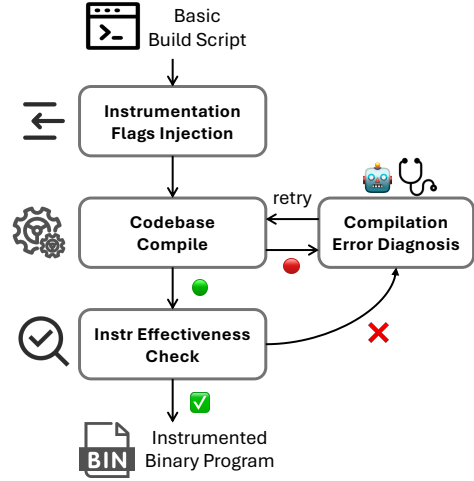 Basic
Build Script
Instrumentation
Flags Injection
Codebase
Compile
retry
Compilation
Error Diagnosis
Instr Effectiveness
Check
BIN
Instrumented
Binary Program